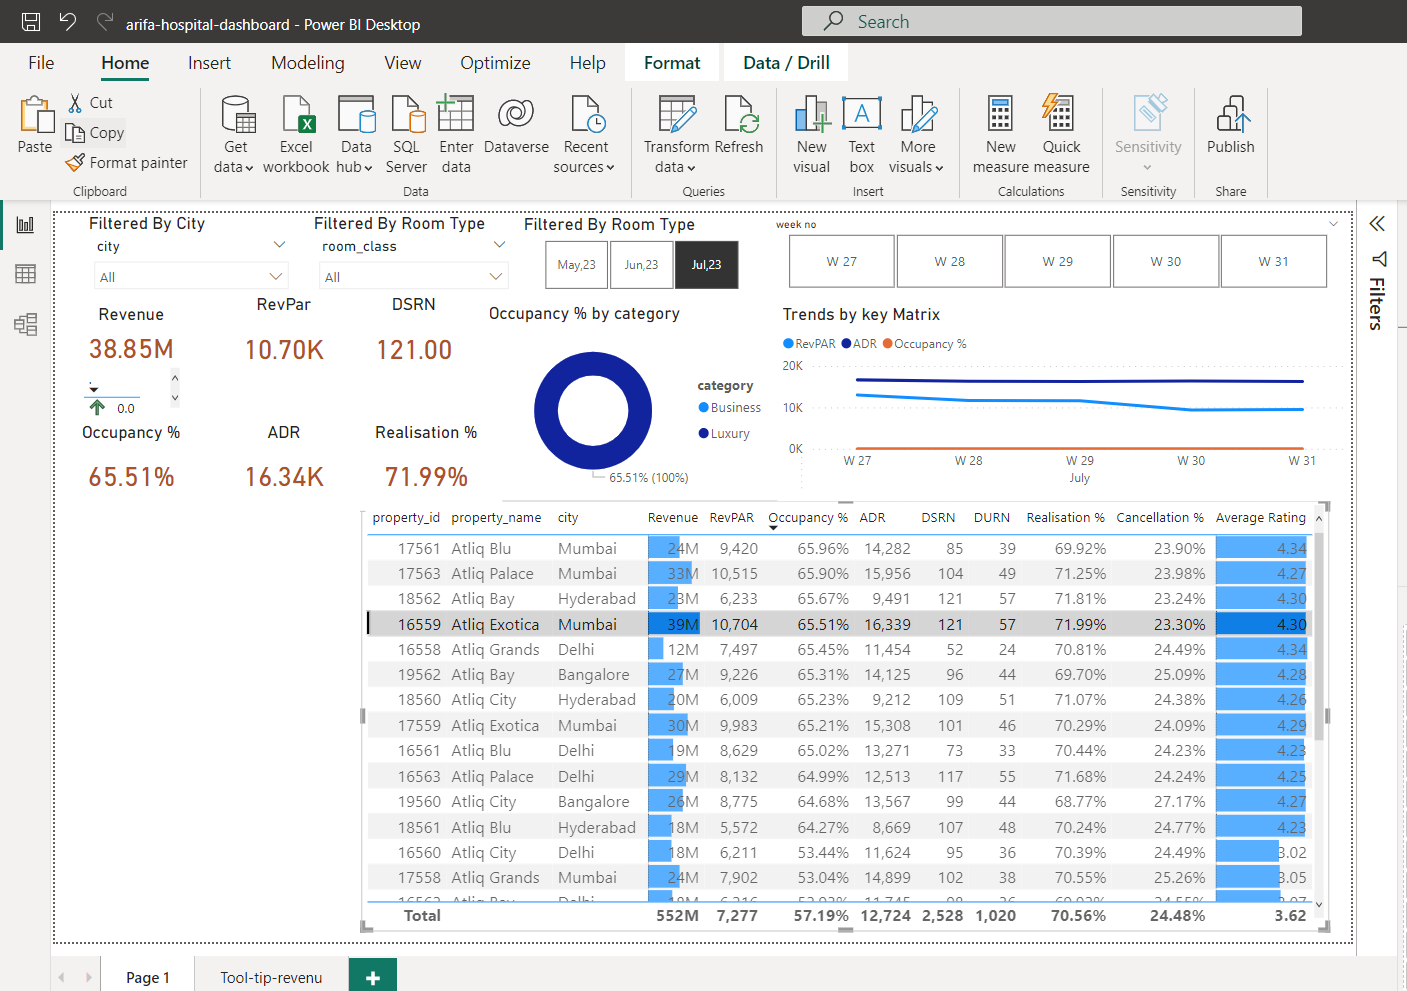 arifa-hospital-dashboard - Power BI Desktop
Search
File Home Insert Modeling View Optimize Help Format Data / Drill
Paste
Cut
Copy
Format painter
Clipboard
Get data
Excel workbook
Data hub
SQL Server
Enter data
Dataverse
Recent sources
Data
Transform data
Refresh
Queries
New visual
Text box
More visuals
Insert
New measure
Quick measure
Calculations
Sensitivity
Sensitivity
Publish
Share
Filtered By City
city
All
Filtered By Room Type
room_class
All
Filtered By Room Type
May,23 Jun,23 Jul,23
week no
W 27 W 28 W 29 W 30 W 31
Filters
Revenue
38.85M
RevPar
10.70K
DSRN
121.00
0.0
Occupancy %
65.51%
ADR
16.34K
Realisation %
71.99%
Occupancy % by category
category
Business
Luxury
65.51% (100%)
Trends by key Matrix
RevPAR ADR Occupancy %
20K
10K
0K
W 27 W 28 W 29 W 30 W 31
July
property_id property_name city Revenue RevPAR Occupancy % ADR DSRN DURN Realisation % Cancellation % Average Rating
17561 Atliq Blu Mumbai 24M 9,420 65.96% 14,282 85 39 69.92% 23.90% 4.34
17563 Atliq Palace Mumbai 33M 10,515 65.90% 15,956 104 49 71.25% 23.98% 4.27
18562 Atliq Bay Hyderabad 23M 6,233 65.67% 9,491 121 57 71.81% 23.24% 4.30
16559 Atliq Exotica Mumbai 39M 10,704 65.51% 16,339 121 57 71.99% 23.30% 4.30
16558 Atliq Grands Delhi 12M 7,497 65.45% 11,454 52 24 70.81% 24.49% 4.34
19562 Atliq Bay Bangalore 27M 9,226 65.31% 14,125 96 44 69.70% 25.09% 4.28
18560 Atliq City Hyderabad 20M 6,009 65.23% 9,212 109 51 71.07% 24.38% 4.26
17559 Atliq Exotica Mumbai 30M 9,983 65.21% 15,308 101 46 70.29% 24.09% 4.29
16561 Atliq Blu Delhi 19M 8,629 65.02% 13,271 73 33 70.44% 24.23% 4.23
16563 Atliq Palace Delhi 29M 8,132 64.99% 12,513 117 55 71.68% 24.24% 4.25
19560 Atliq City Bangalore 26M 8,775 64.68% 13,567 99 44 68.77% 27.17% 4.27
18561 Atliq Blu Hyderabad 18M 5,572 64.27% 8,669 107 48 70.24% 24.77% 4.23
16560 Atliq City Delhi 18M 6,211 53.44% 11,624 95 36 70.39% 24.49% 3.02
17558 Atliq Grands Mumbai 24M 7,902 53.04% 14,899 102 38 70.55% 25.26% 3.05
Total 552M 7,277 57.19% 12,724 2,528 1,020 70.56% 24.48% 3.62
Page 1 Tool-tip-revenu